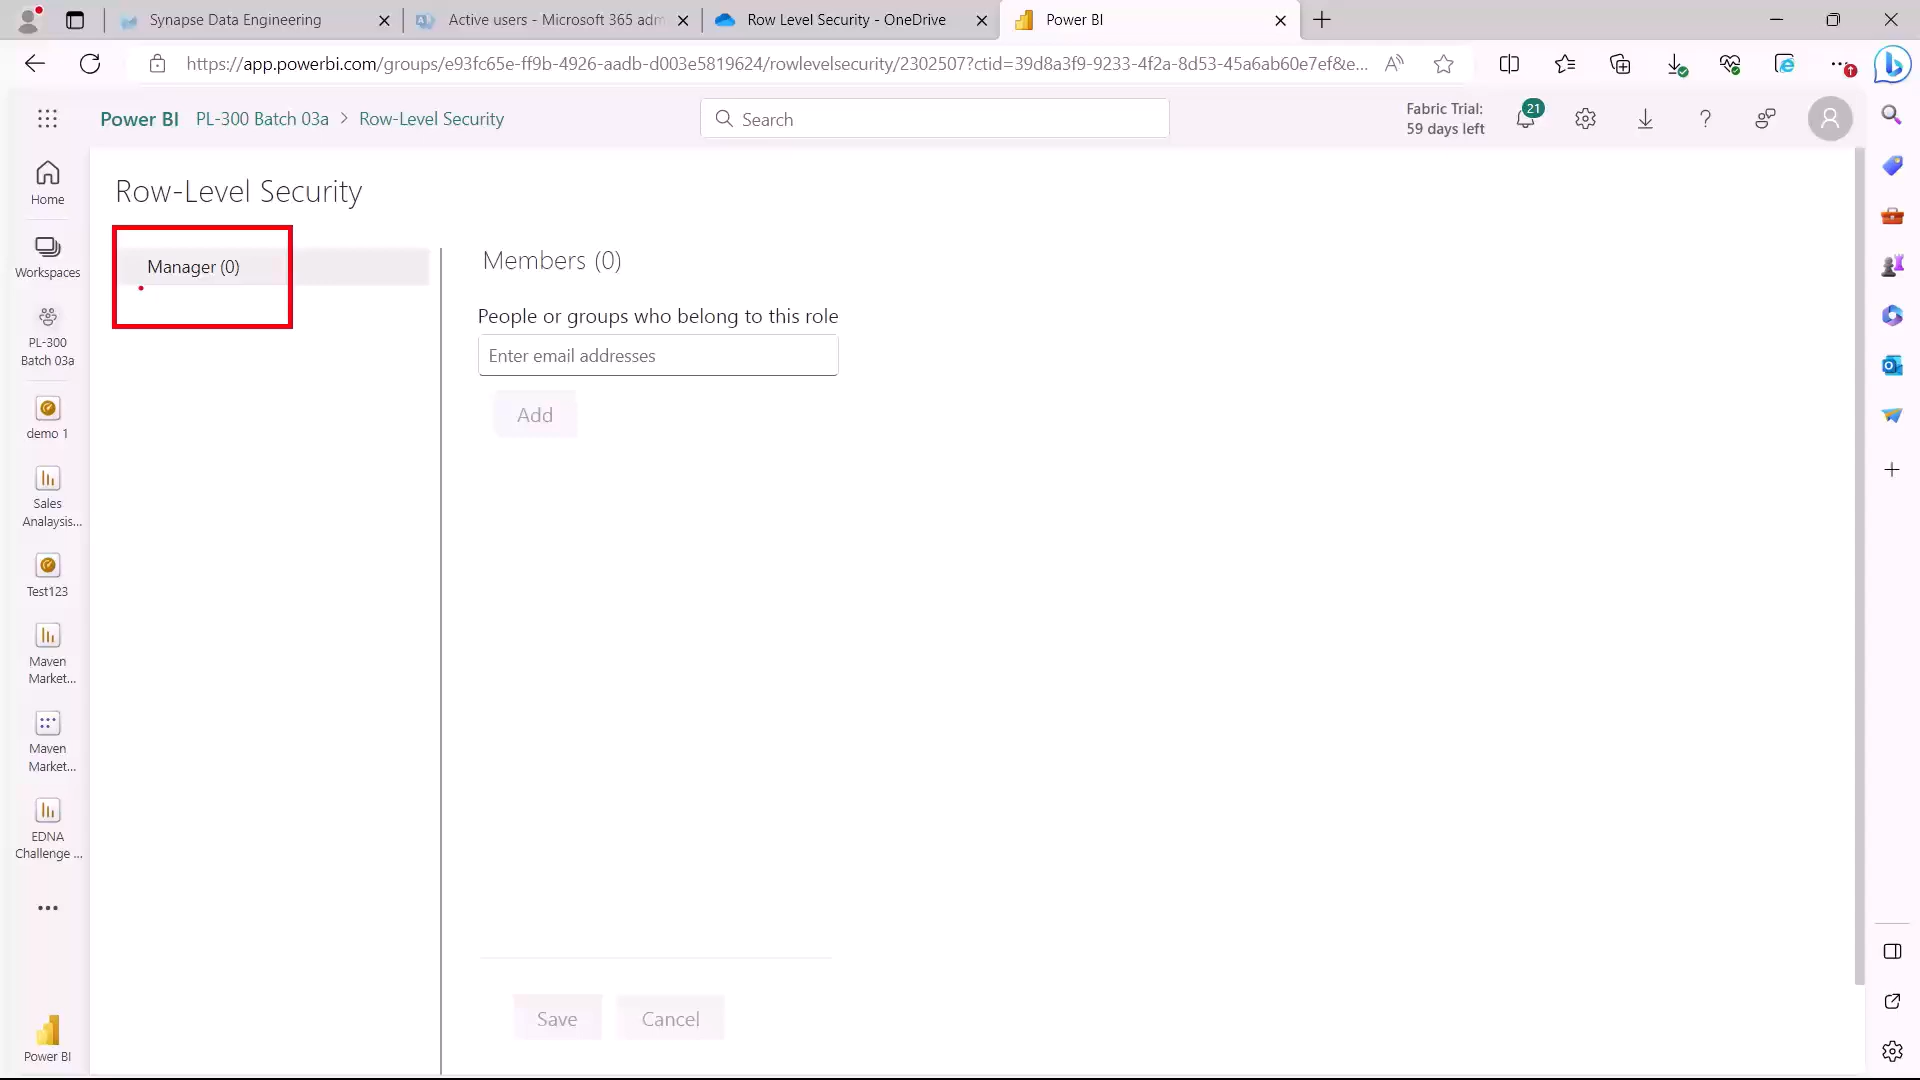 Synapse Data Engineering
Active users - Microsoft 365 adm
Row Level Security - OneDrive
Power BI
https://app.powerbi.com/groups/e93fc65e-ff9b-4926-aadb-d003e5819624/rowlevelsecurity/2302507?ctid=39d8a3f9-9233-4f2a-8d53-45a6ab60e7ef&e...
Power BI PL-300 Batch 03a > Row-Level Security
Search
Fabric Trial:
59 days left
21
Home
Workspaces
PL-300
Batch 03a
demo 1
Sales
Analaysis...
Test123
Maven
Market...
Maven
Market...
EDNA
Challenge ...
Power BI
Row-Level Security
Manager (0)
Members (0)
People or groups who belong to this role
Enter email addresses
Add
Save
Cancel